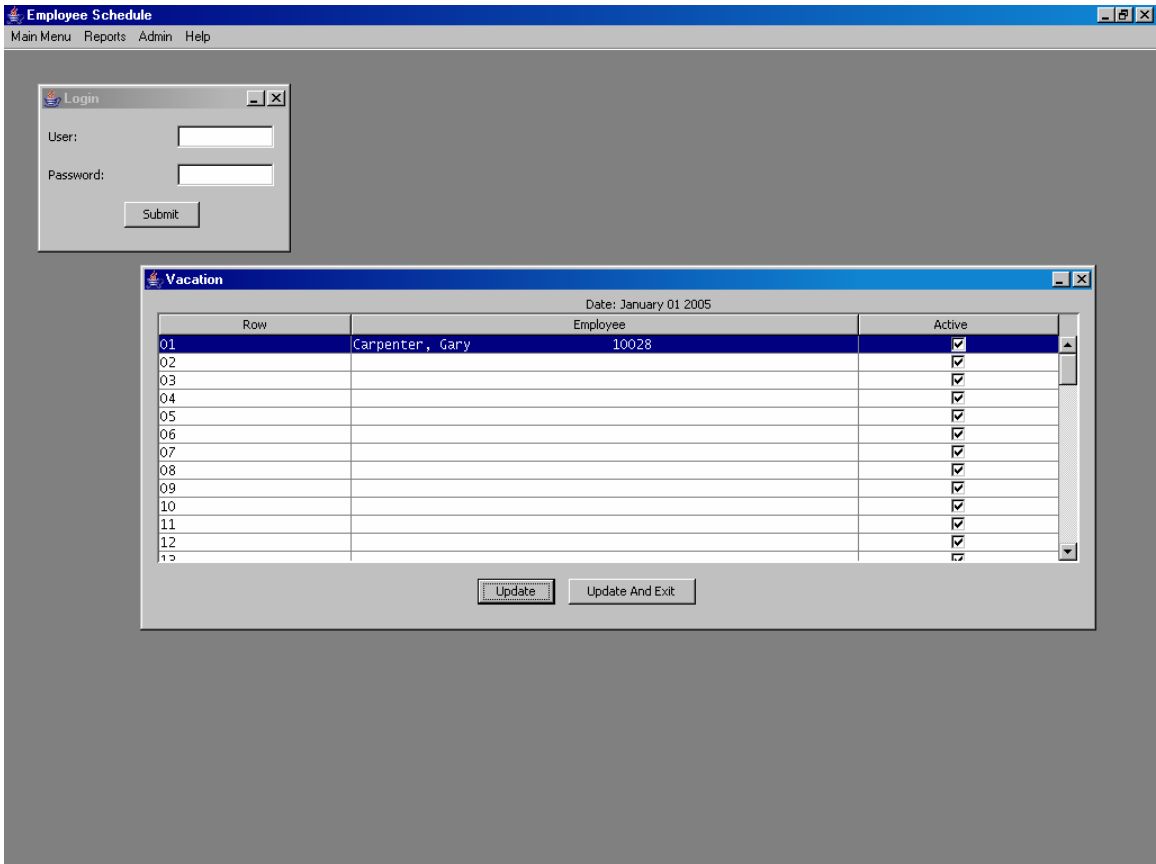 Employee Schedule
Main Menu Reports Admin Help
Login
User:
Password:
Submit
Vacation
Date: January 01 2005
Row Employee Active
01 Carpenter, Gary 10028
02
03
04
05
06
07
08
09
10
11
12
13
Update Update And Exit